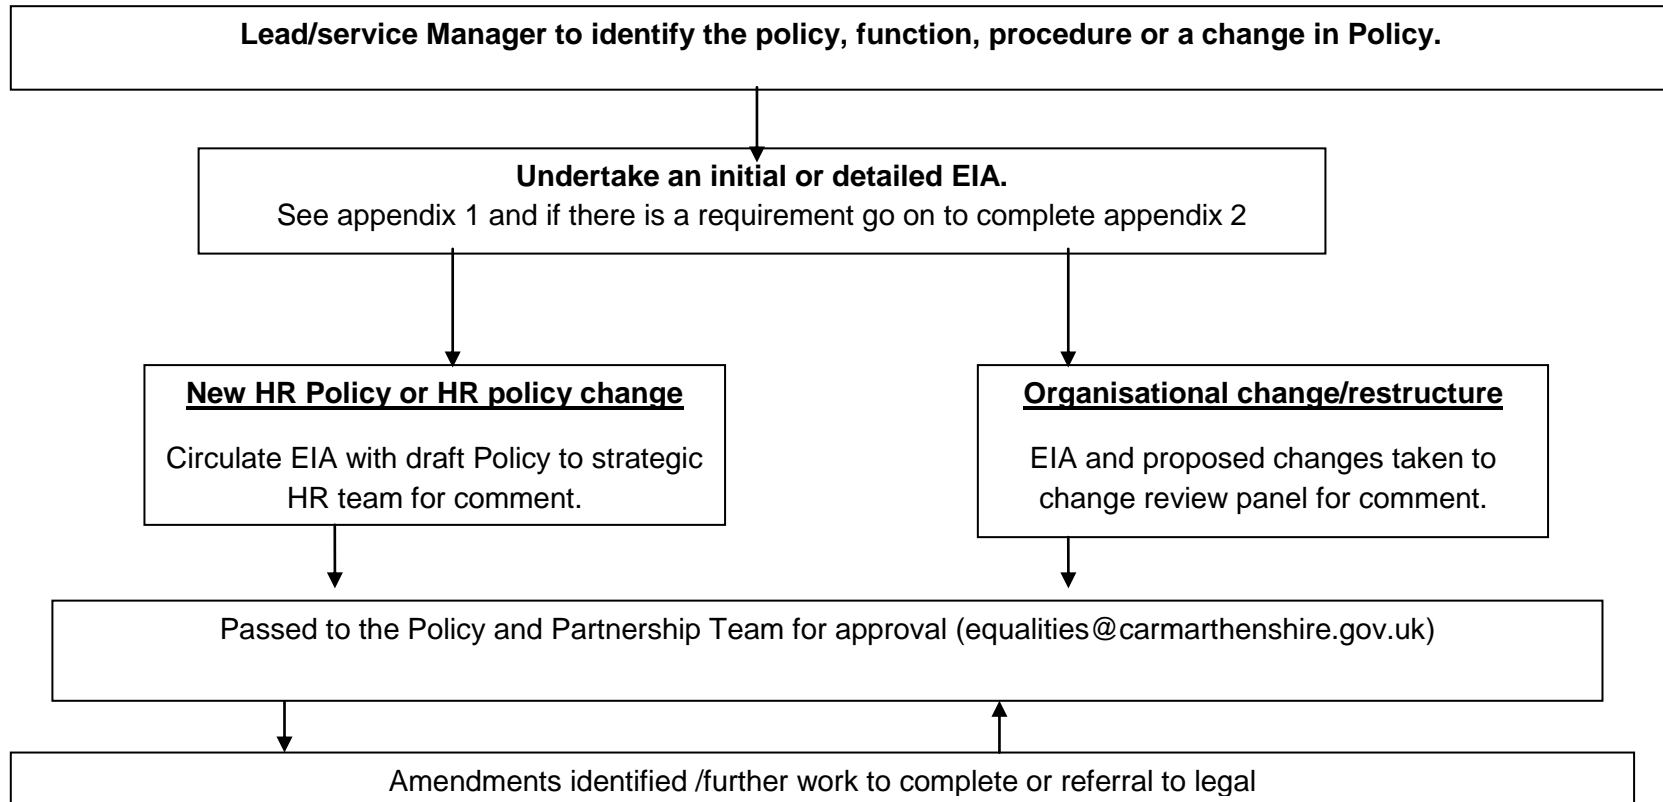 Lead/service Manager to identify the policy, function, procedure or a change in Policy.
Undertake an initial or detailed EIA.
See appendix 1 and if there is a requirement go on to complete appendix 2
New HR Policy or HR policy change
Circulate EIA with draft Policy to strategic
HR team for comment.
Organisational change/restructure
EIA and proposed changes taken to
change review panel for comment.
Passed to the Policy and Partnership Team for approval (equalities@carmarthenshire.gov.uk)
Amendments identified /further work to complete or referral to legal